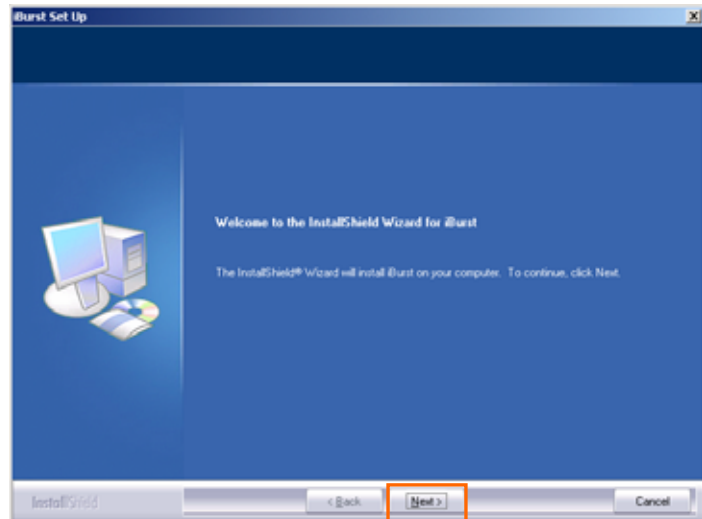 iBurst Set Up
Welcome to the InstallShield Wizard for iBurst
The InstallShield® Wizard will install iBurst on your computer. To continue, click Next.
InstallShield
< Back
Next >
Cancel